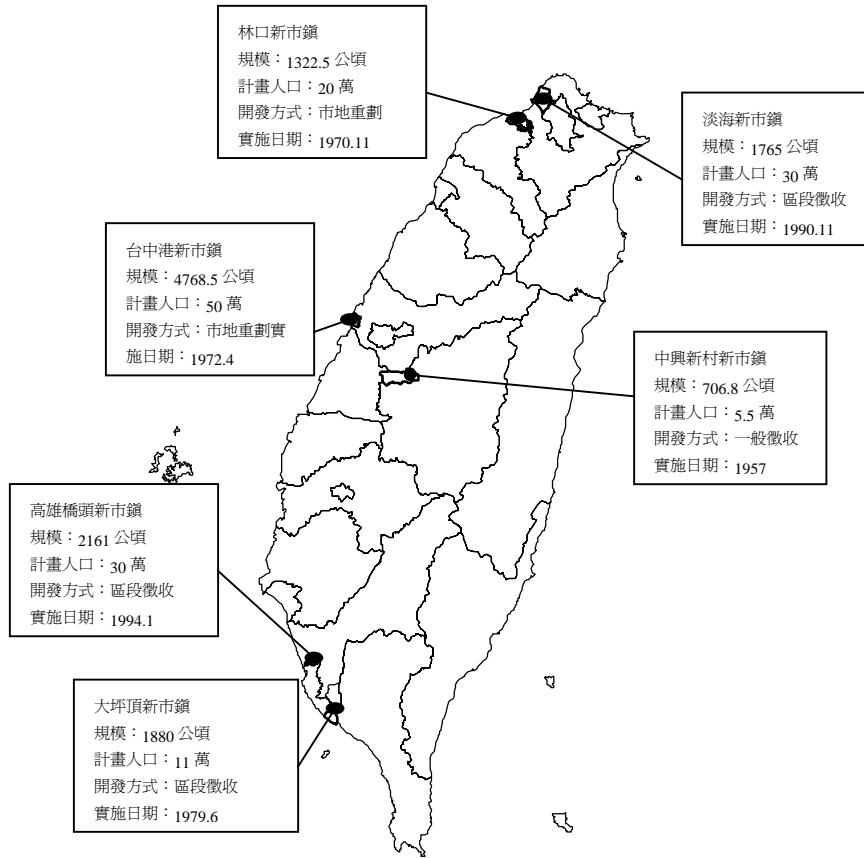 林口新市鎮
規模：1322.5 公頃
計畫人口：20 萬
開發方式：市地重劃
實施日期：1970.11
淡海新市鎮
規模：1765 公頃
計畫人口：30 萬
開發方式：區段徵收
實施日期：1990.11
台中港新市鎮
規模：4768.5 公頃
計畫人口：50 萬
開發方式：市地重劃實
施日期：1972.4
中興新村新市鎮
規模：706.8 公頃
計畫人口：5.5 萬
開發方式：一般徵收
實施日期：1957
高雄橋頭新市鎮
規模：2161 公頃
計畫人口：30 萬
開發方式：區段徵收
實施日期：1994.1
大坪頂新市鎮
規模：1880 公頃
計畫人口：11 萬
開發方式：區段徵收
實施日期：1979.6